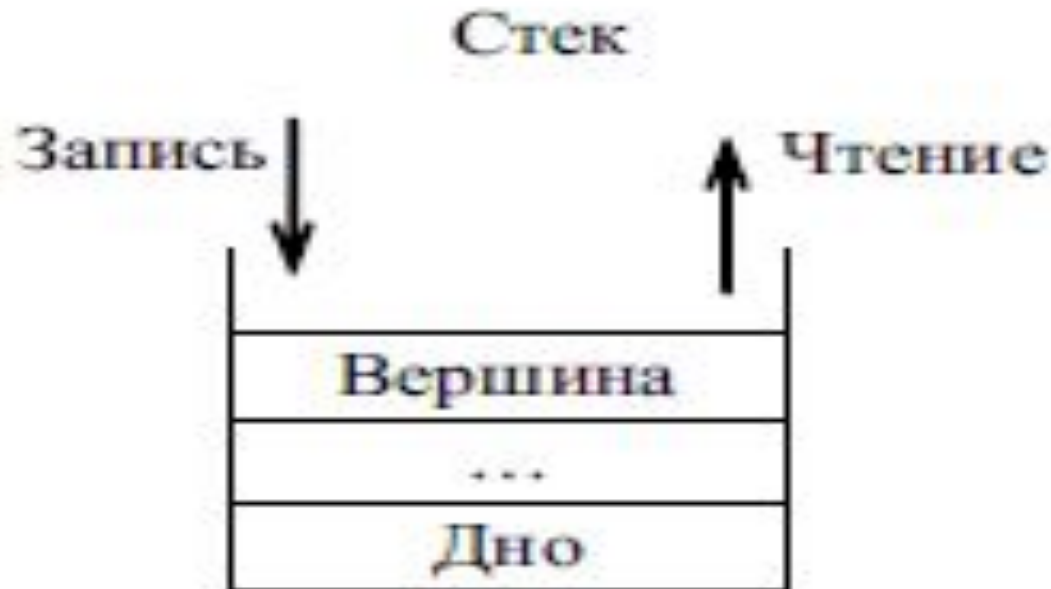 Стек
Запись
Чтение
Вершина
...
Дно